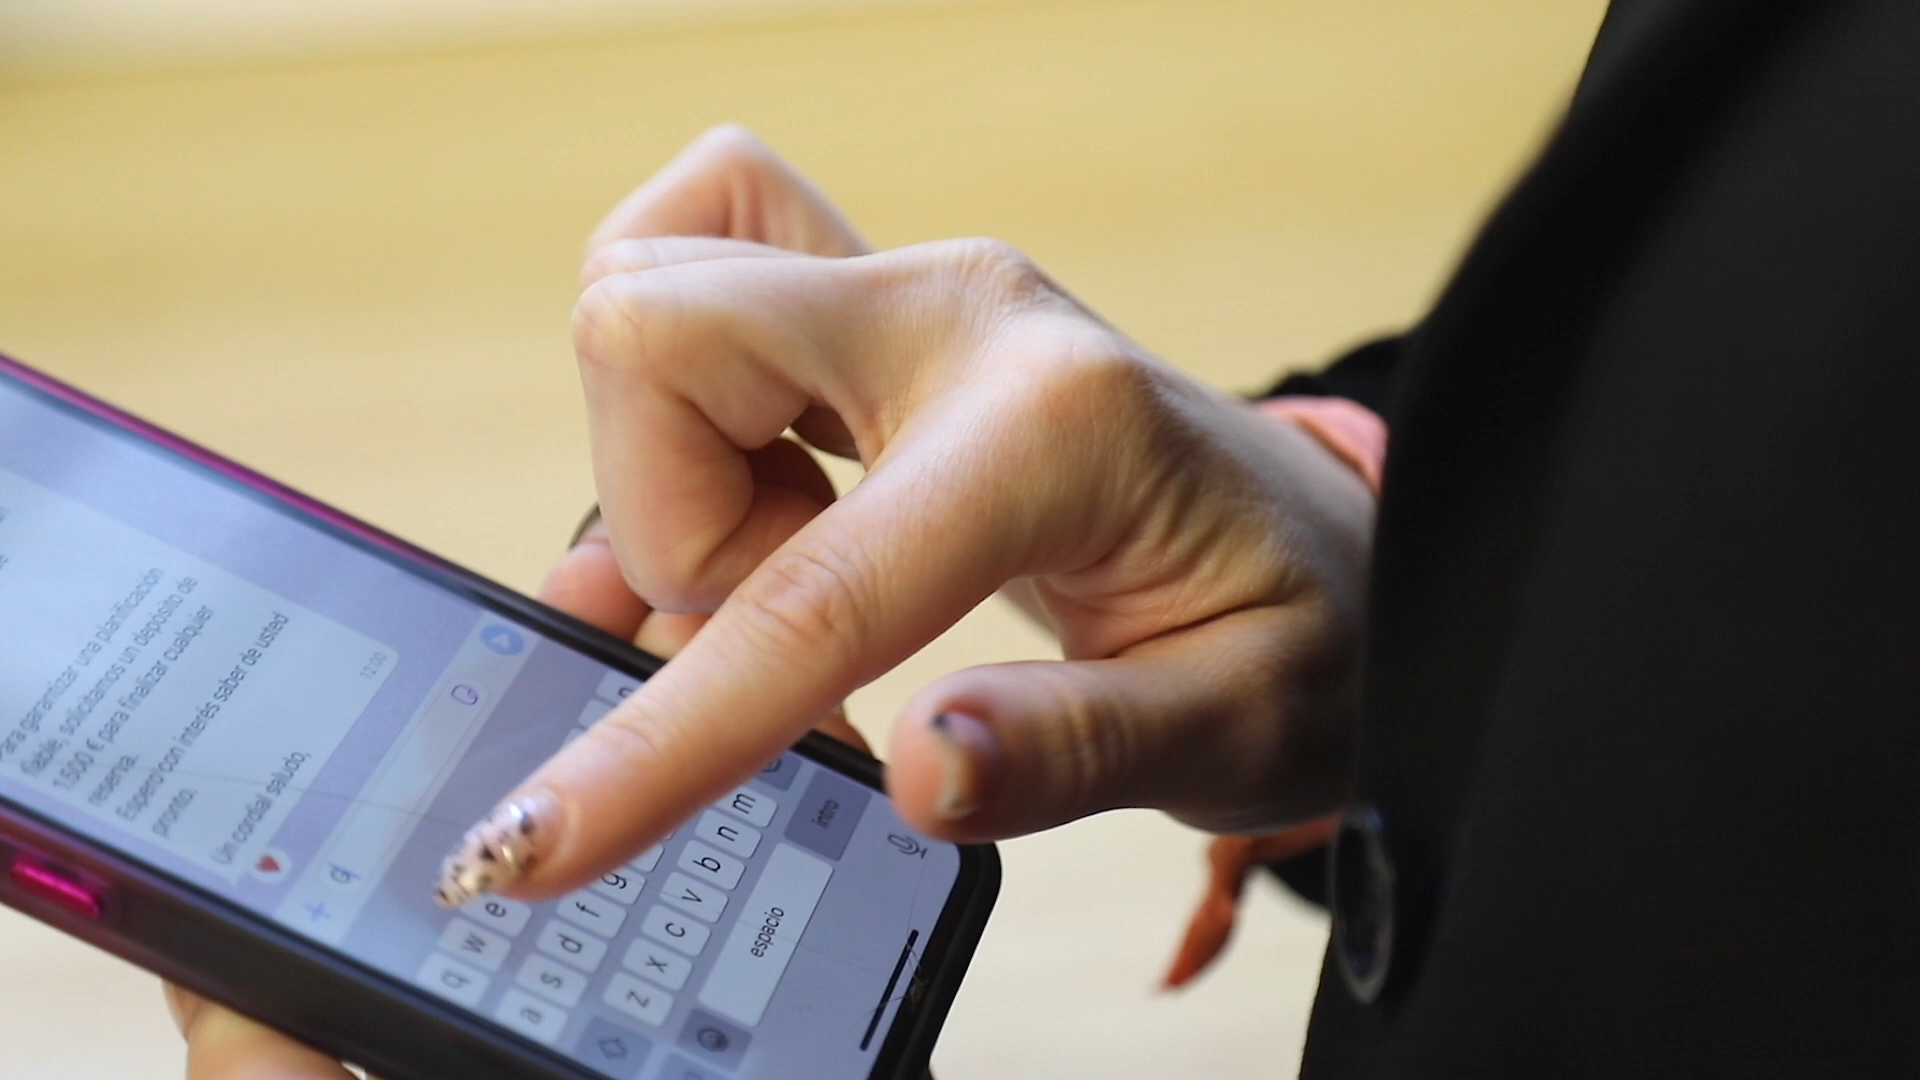 Para garantizar una planificación
fiable, solicitamos un depósito de
1.500 € para finalizar cualquier
reserva.
Espero con interés saber de usted
pronto.
Un cordial saludo,
12:00
q w e
a s d f g
z x c v b n m
espacio
intro